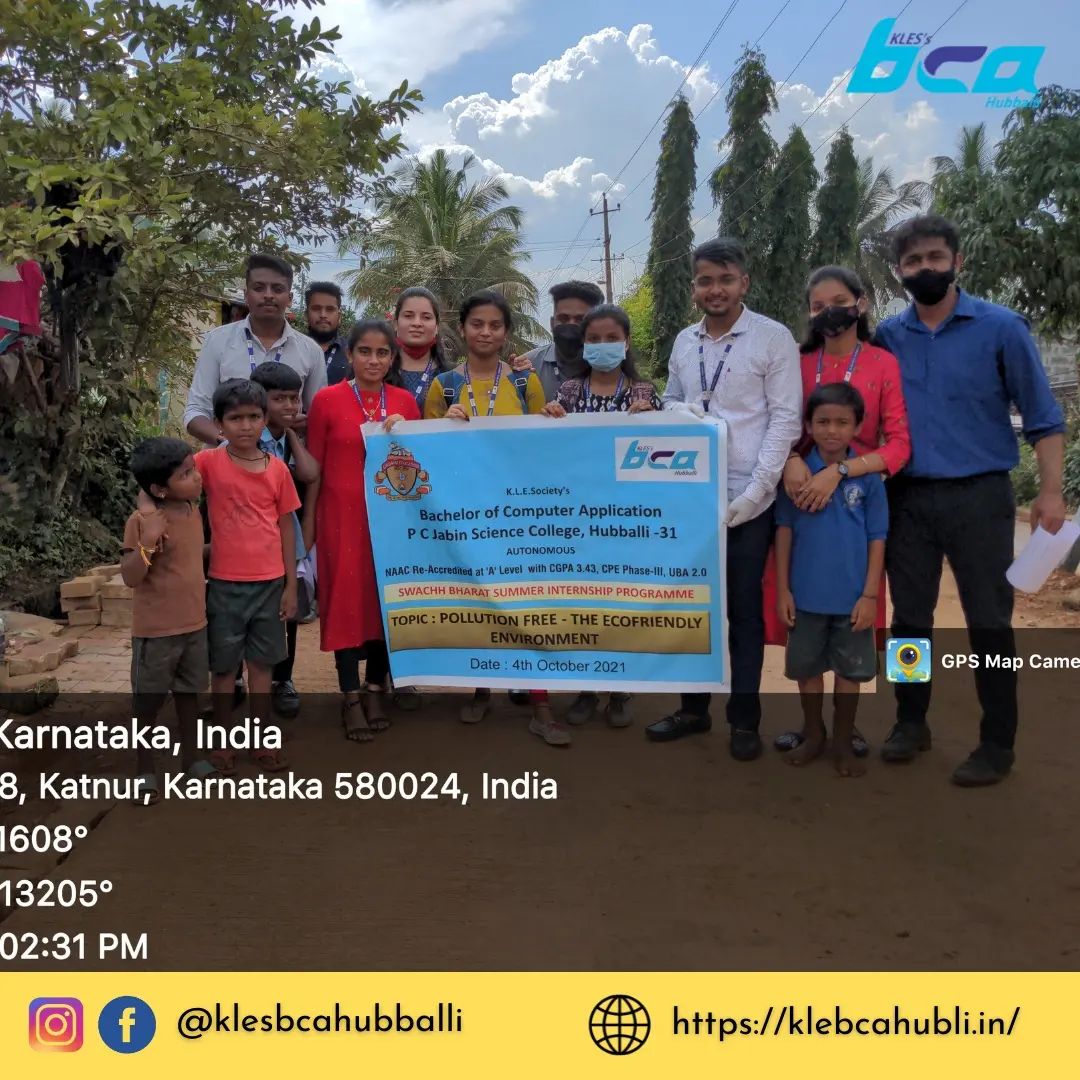 KLES's
bca
Hubballi
KLES's
bca
Hubballi
K.L.E.Society's
Bachelor of Computer Application
P C Jabin Science College, Hubballi -31
AUTONOMOUS
NAAC Re-Accredited at 'A' Level with CGPA 3.43, CPE Phase-III, UBA 2.0
SWACHH BHARAT SUMMER INTERNSHIP PROGRAMME
TOPIC : POLLUTION FREE - THE ECOFRIENDLY
ENVIRONMENT
Date : 4th October 2021
GPS Map Came
Karnataka, India
8, Katnur, Karnataka 580024, India
1608°
13205°
02:31 PM
@klesbcahubballi
https://klebcahubli.in/